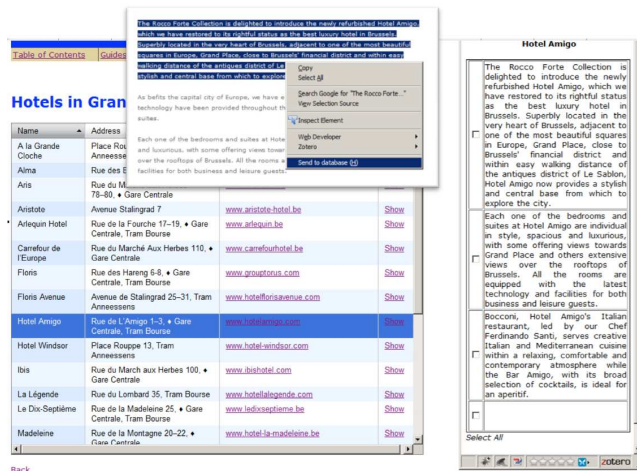 The Rocco Forte Collection is delighted to introduce the newly refurbished Hotel Amigo,
which we have restored to its rightful status as the best luxury hotel in Brussels.
Superbly located in the very heart of Brussels, adjacent to one of the most beautiful
squares in Europe, Grand Place, close to Brussels' financial district and within easy
walking distance of the antiques district of Le
stylish and central base from which to explore
As befits the capital city of Europe, we have
technology have been provided throughout th
suites.
Each one of the bedrooms and suites at Hote
and luxurious, with some offering views towar
over the rooftops of Brussels. All the rooms a
facilities for both business and leisure guests.
Copy
Select All
Search Google for "The Rocco Forte..."
View Selection Source
Inspect Element
Web Developer
Zotero
Send to database (H)
Table of Contents Guides
Hotels in Gran
Name Address
A la Grande Place Rou
Cloche Anneesse
Alma Rue des E
Aris Rue du M
78–80, ♦ Gare Centrale
Aristote Avenue Stalingrad 7 www.aristote-hotel.be Show
Arlequin Hotel Rue de la Fourche 17–19, ♦ Gare www.arlequin.be Show
Centrale, Tram Bourse
Carrefour de Rue du Marché Aux Herbes 110, ♦ www.carrefourhotel.be Show
l'Europe Gare Centrale
Floris Rue des Hareng 6-8, ♦ Gare www.grouptorus.com Show
Centrale, Tram Bourse
Floris Avenue Avenue de Stalingrad 25–31, Tram www.hotelflorisavenue.com Show
Anneessens
Hotel Amigo Rue de L'Amigo 1–3, ♦ Gare www.hotelamigo.com Show
Centrale, Tram Bourse
Hotel Windsor Place Rouppe 13, Tram www.hotel-windsor.com Show
Anneessens
Ibis Rue du March aux Herbes 100, ♦ www.ibishotel.com Show
Gare Centrale
La Légende Rue du Lombard 35, Tram Bourse www.hotellalegende.com Show
Le Dix-Septième Rue de la Madeleine 25, ♦ Gare www.ledixseptieme.be Show
Centrale, Tram Bourse
Madeleine Rue de la Montagne 20–22, ♦ www.hotel-la-madeleine.be Show
Gare Centrale
Back
Hotel Amigo
The Rocco Forte Collection is
delighted to introduce the newly
refurbished Hotel Amigo, which we
have restored to its rightful status
as the best luxury hotel in
Brussels. Superbly located in the
very heart of Brussels, adjacent to
one of the most beautiful squares
in Europe, Grand Place, close to
Brussels' financial district and
within easy walking distance of
the antiques district of Le Sablon,
Hotel Amigo now provides a stylish
and central base from which to
explore the city.
Each one of the bedrooms and
suites at Hotel Amigo are individual
in style, spacious and luxurious,
with some offering views towards
Grand Place and others extensive
views over the rooftops of
Brussels. All the rooms are
equipped with the latest
technology and facilities for both
business and leisure guests.
Bocconi, Hotel Amigo's Italian
restaurant, led by our Chef
Ferdinando Santi, serves creative
Italian and Mediterranean cuisine
within a relaxing, comfortable and
contemporary atmosphere while
the Bar Amigo, with its broad
selection of cocktails, is ideal for
an aperitif.
Select All
zotero